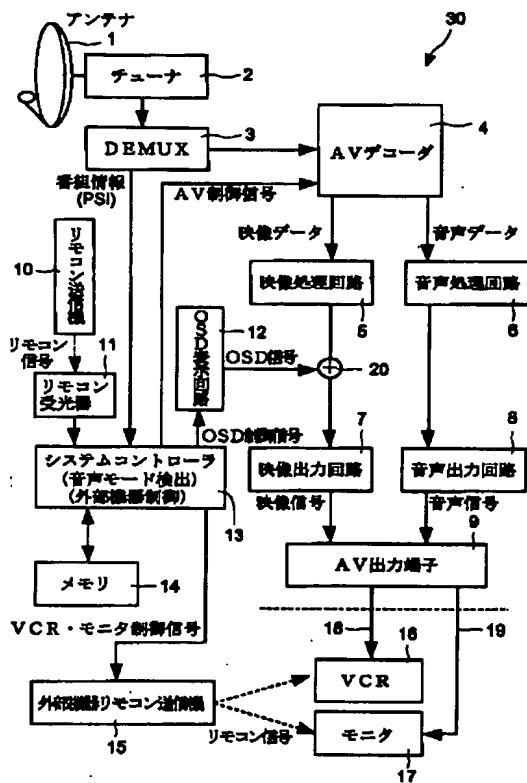 アンテナ
1
30
チューナ
2
DEMUX
3
AVデコーダ
4
番組情報
(PSI)
AV制御信号
映像データ
音声データ
10
リモコン送信機
映像処理回路
5
音声処理回路
6
リモコン
信号
11
リモコン
受光器
12
OSD表示回路
OSD信号
20
OSD制御信号
システムコントローラ
(音声モード検出)
(外部機器制御)
13
7
映像出力回路
映像信号
8
音声出力回路
音声信号
9
AV出力端子
メモリ
14
VCR・モニタ制御信号
18
19
16
VCR
外部機器リモコン送信機
15
リモコン信号
モニタ
17